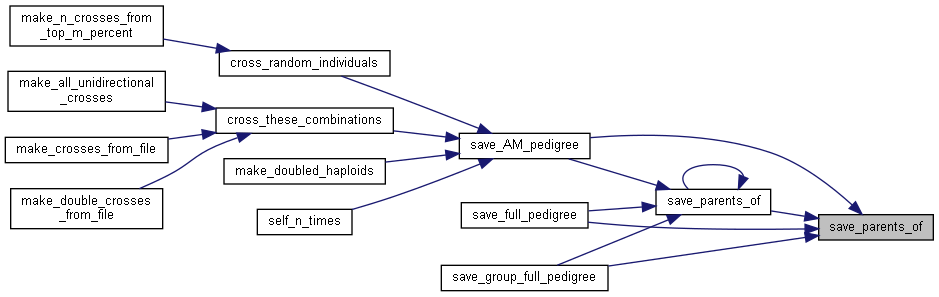 make_n_crosses_from
_top_m_percent
cross_random_individuals
make_all_unidirectional
_crosses
cross_these_combinations
make_crosses_from_file
save_AM_pedigree
make_doubled_haploids
make_double_crosses
_from_file
self_n_times
save_full_pedigree
save_parents_of
save_parents_of
save_group_full_pedigree